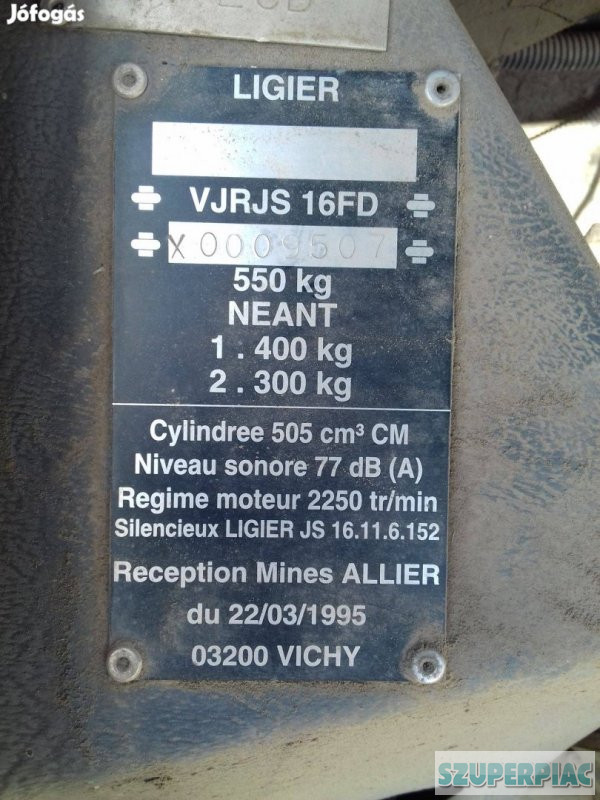 Jófogás
LIGIER
VJRJS 16FD
X0009507
550 kg
NEANT
1 . 400 kg
2 . 300 kg
Cylindree 505 cm³ CM
Niveau sonore 77 dB (A)
Regime moteur 2250 tr/min
Silencieux LIGIER JS 16.11.6.152
Reception Mines ALLIER
du 22/03/1995
03200 VICHY
SZUPERPIAC